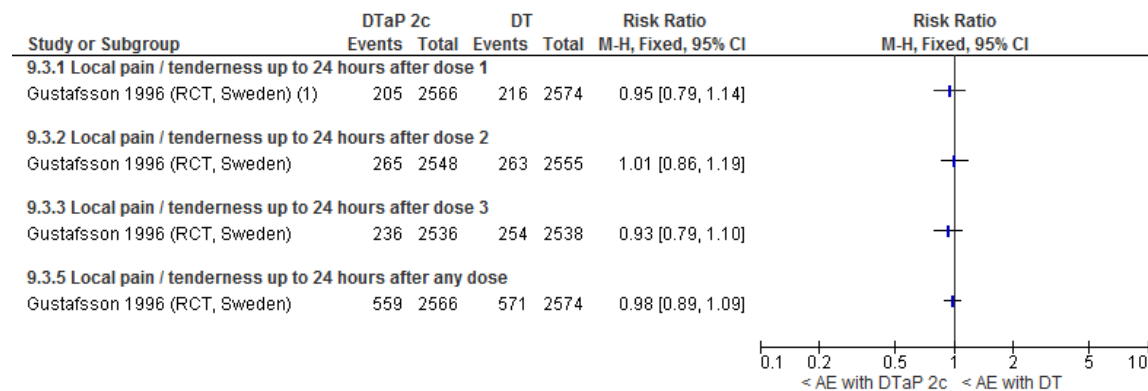 DTaP 2c DT Risk Ratio Risk Ratio
Study or Subgroup Events Total Events Total M-H, Fixed, 95% CI M-H, Fixed, 95% CI
9.3.1 Local pain / tenderness up to 24 hours after dose 1
Gustafsson 1996 (RCT, Sweden) (1) 205 2566 216 2574 0.95 [0.79, 1.14]
9.3.2 Local pain / tenderness up to 24 hours after dose 2
Gustafsson 1996 (RCT, Sweden) 265 2548 263 2555 1.01 [0.86, 1.19]
9.3.3 Local pain / tenderness up to 24 hours after dose 3
Gustafsson 1996 (RCT, Sweden) 236 2536 254 2538 0.93 [0.79, 1.10]
9.3.5 Local pain / tenderness up to 24 hours after any dose
Gustafsson 1996 (RCT, Sweden) 559 2566 571 2574 0.98 [0.89, 1.09]
0.1 0.2 0.5 1 2 5 10
< AE with DTaP 2c < AE with DT